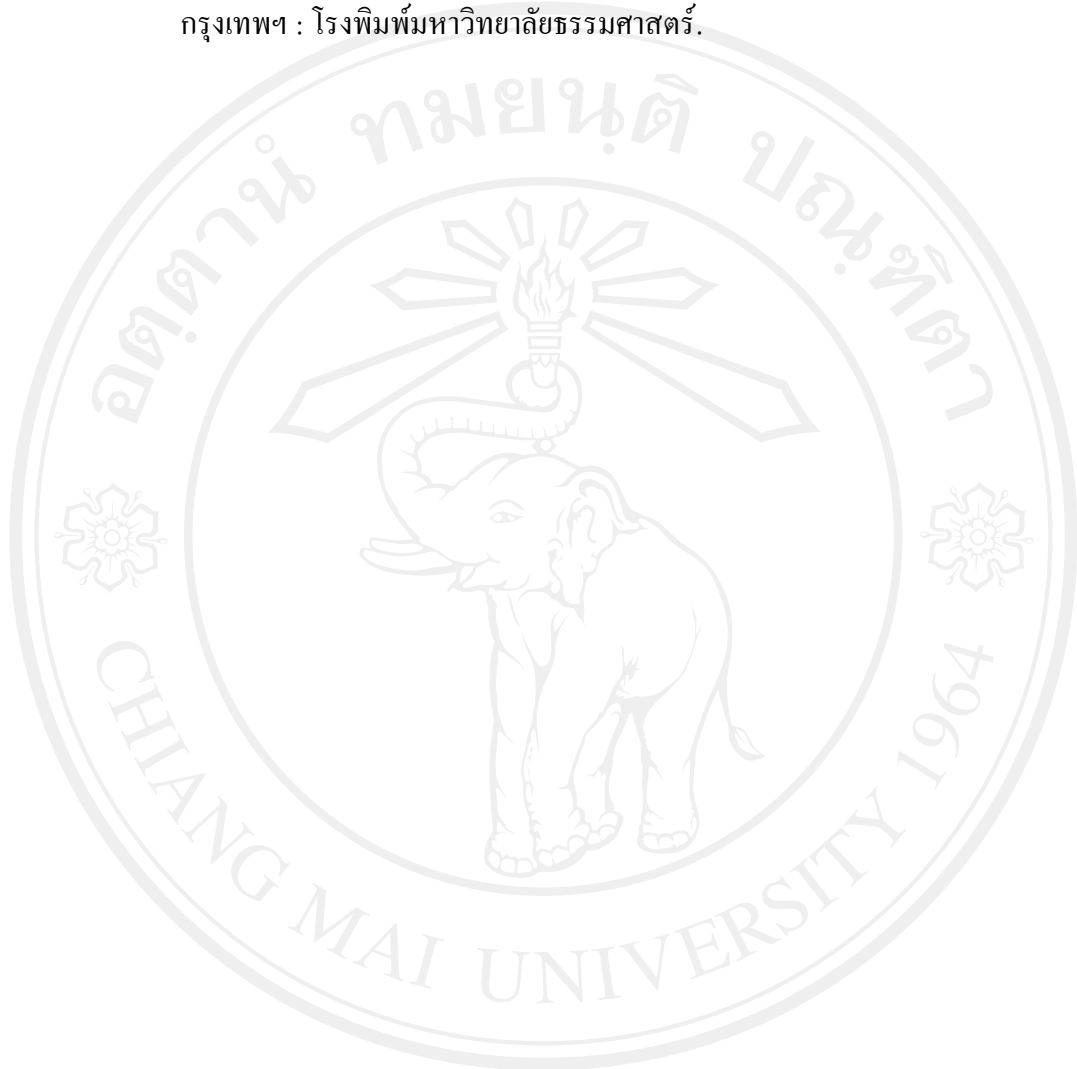 กรุงเทพฯ : โรงพิมพ์มหาวิทยาลัยธรรมศาสตร์.
อตฺตานํ ทมยนฺติ ปณฺฑิตา
CHIANG MAI UNIVERSITY 1964